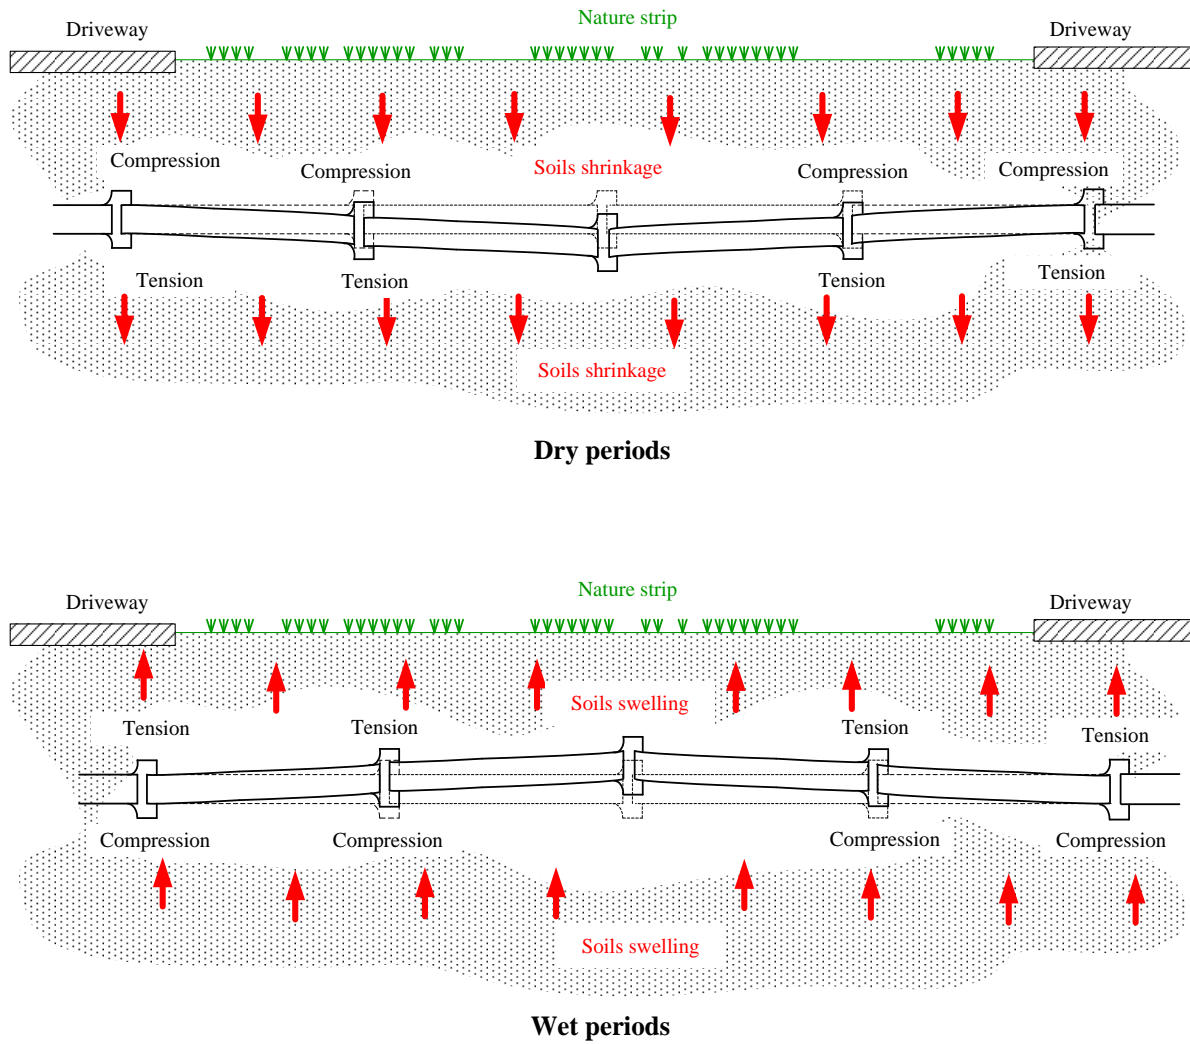 Nature strip
Driveway
Driveway
Compression
Compression
Soils shrinkage
Compression
Compression
Tension
Tension
Tension
Tension
Soils shrinkage
Dry periods
Nature strip
Driveway
Driveway
Soils swelling
Tension
Tension
Tension
Tension
Compression
Compression
Compression
Compression
Soils swelling
Wet periods